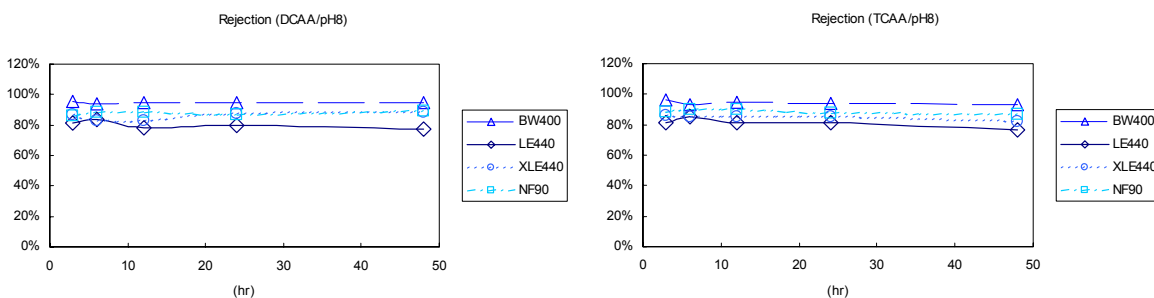 Rejection (DCAA/pH8)
120%
100%
80%
60%
40%
20%
0%
0 10 20 30 40 50
(hr)
BW400
LE440
XLE440
NF90
Rejection (TCAA/pH8)
120%
100%
80%
60%
40%
20%
0%
0 10 20 30 40 50
(hr)
BW400
LE440
XLE440
NF90